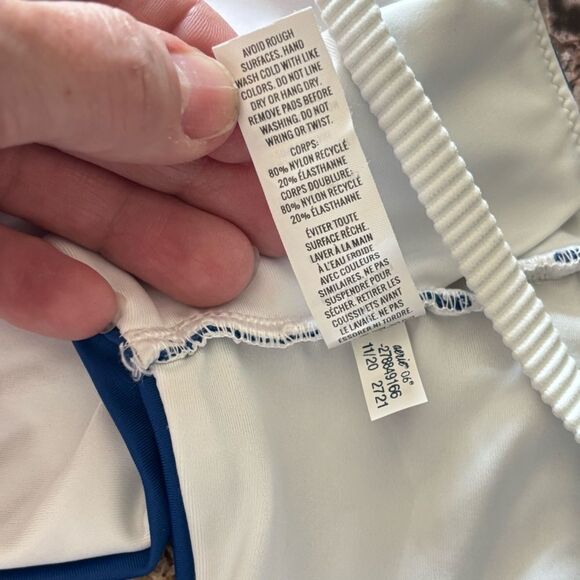 AVOID ROUGH
SURFACES. HAND
WASH COLD WITH LIKE
COLORS. DO NOT LINE
DRY OR HANG DRY.
REMOVE PADS BEFORE
WASHING. DO NOT
WRING OR TWIST.
CORPS:
80% NYLON RECYCLÉ
20% ÉLASTHANNE
CORPS DOUBLURE:
80% NYLON RECYCLÉ
20% ÉLASTHANNE
ÉVITER TOUTE
SURFACE RÊCHE.
LAVER À LA MAIN
À L'EAU FROIDE
AVEC COULEURS
SIMILAIRES. NE PAS
SUSPENDRE POUR
SÉCHER. RETIRER LES
COUSSINETS AVANT
LE LAVAGE. NE PAS
ESSORER NI TORDRE.
aerie 06"
-278849166
11/20 2721